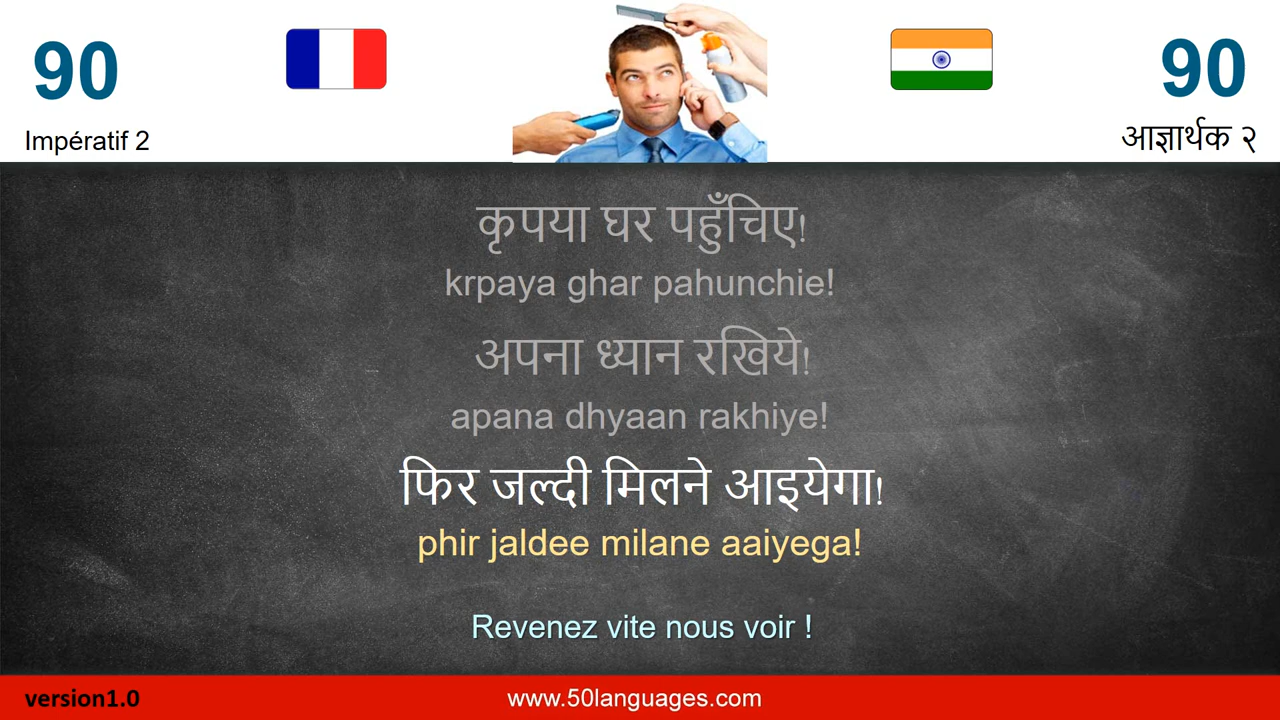 90
Impératif 2
90
आज्ञार्थक २
कृपया घर पहुँचिए!
krpaya ghar pahunchie!
अपना ध्यान रखिये!
apana dhyaan rakhiye!
फिर जल्दी मिलने आइयेगा!
phir jaldee milane aaiyega!
Revenez vite nous voir !
version1.0
www.50languages.com